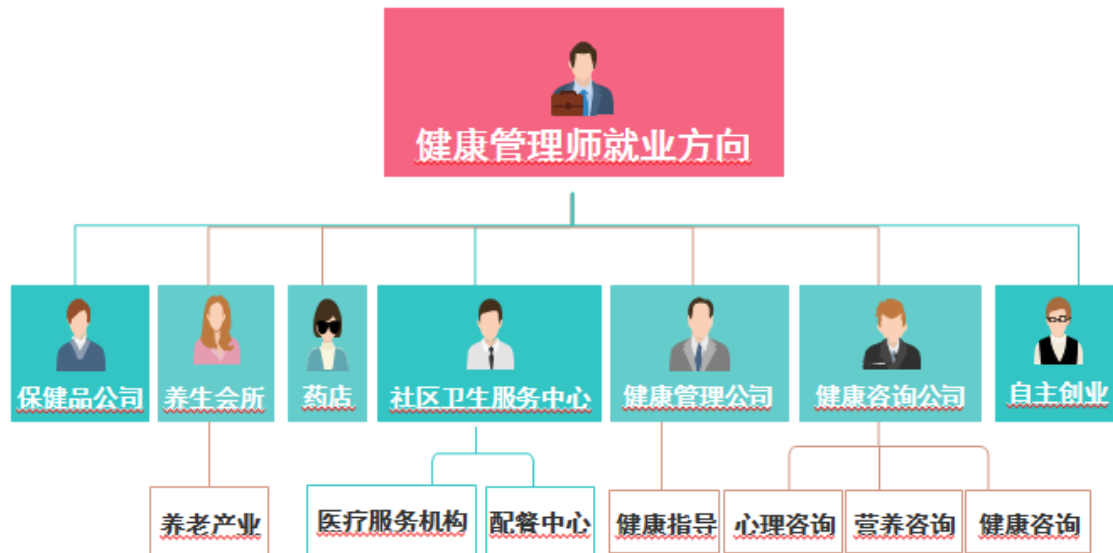 健康管理师就业方向
保健品公司
养生会所
药店
社区卫生服务中心
健康管理公司
健康咨询公司
自主创业
养老产业
医疗服务机构
配餐中心
健康指导
心理咨询
营养咨询
健康咨询